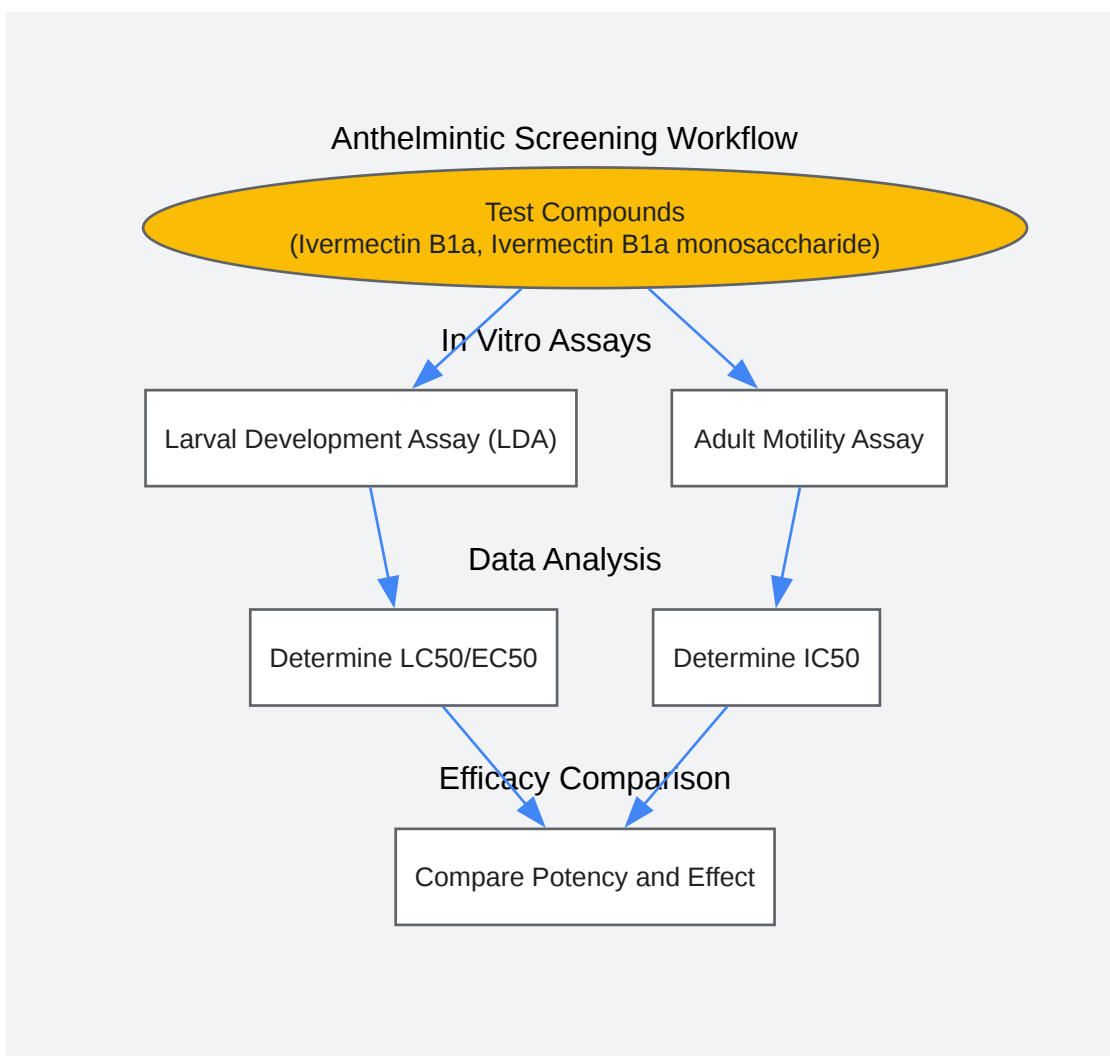 Anthelmintic Screening Workflow
Test Compounds
(Ivermectin B1a, Ivermectin B1a monosaccharide)
In Vitro Assays
Larval Development Assay (LDA)
Adult Motility Assay
Data Analysis
Determine LC50/EC50
Determine IC50
Efficacy Comparison
Compare Potency and Effect